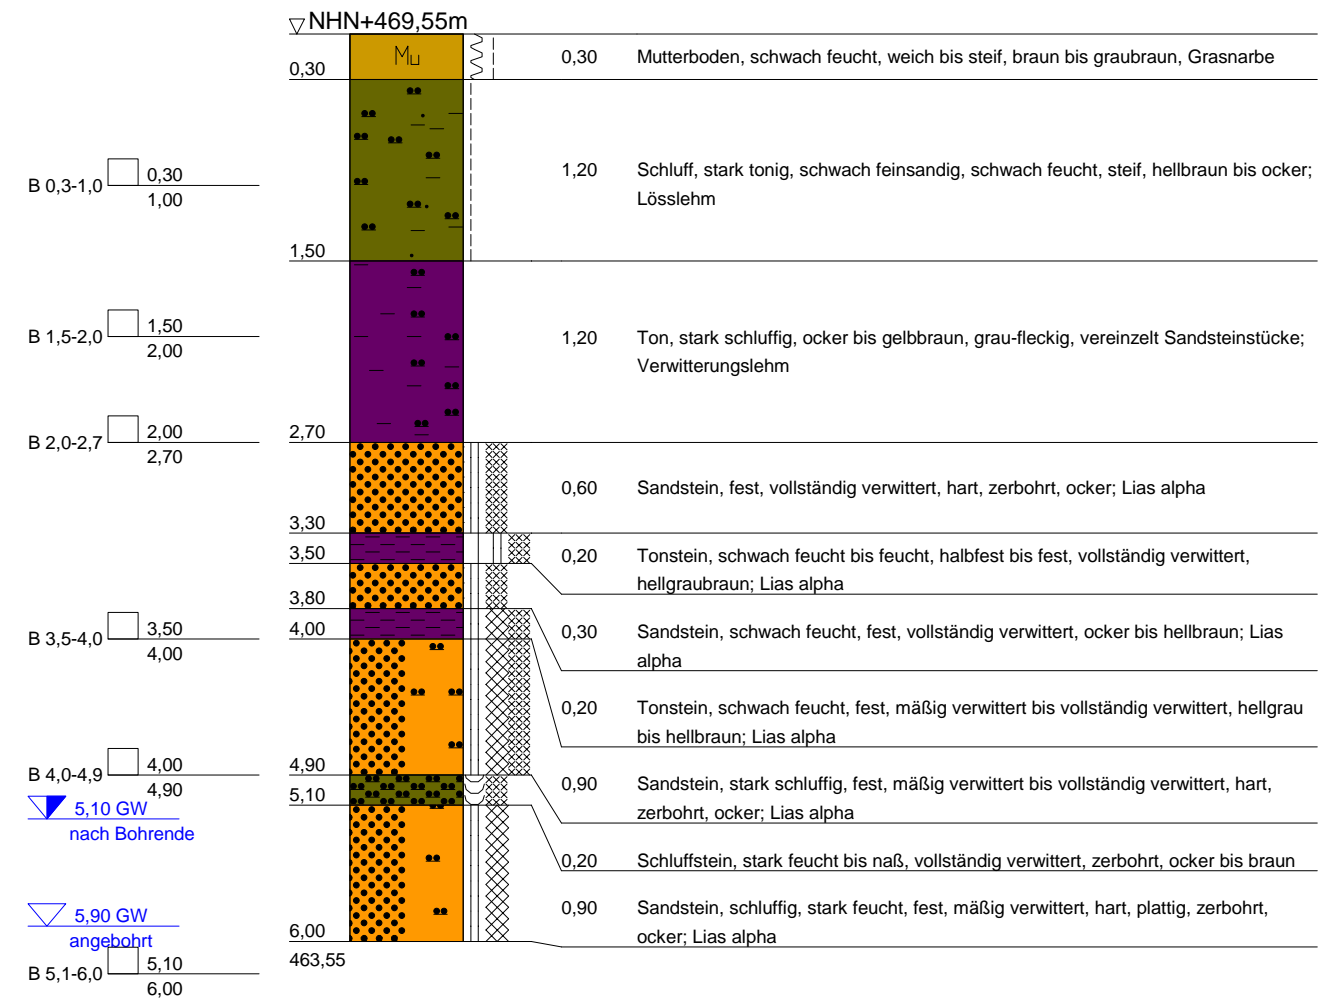 NHN+469,55m
Mu
0,30
0,30
Mutterboden, schwach feucht, weich bis steif, braun bis graubraun, Grasnarbe
B 0,3-1,0
0,30
1,00
1,20
Schluff, stark tonig, schwach feinsandig, schwach feucht, steif, hellbraun bis ocker;
Lösslehm
1,50
B 1,5-2,0
1,50
2,00
1,20
Ton, stark schluffig, ocker bis gelbbraun, grau-fleckig, vereinzelt Sandsteinstücke;
Verwitterungslehm
B 2,0-2,7
2,00
2,70
2,70
0,60
Sandstein, fest, vollständig verwittert, hart, zerbohrt, ocker; Lias alpha
3,30
3,50
0,20
Tonstein, schwach feucht bis feucht, halbfest bis fest, vollständig verwittert,
hellgraubraun; Lias alpha
3,80
B 3,5-4,0
3,50
4,00
4,00
0,30
Sandstein, schwach feucht, fest, vollständig verwittert, ocker bis hellbraun; Lias
alpha
0,20
Tonstein, schwach feucht, fest, mäßig verwittert bis vollständig verwittert, hellgrau
bis hellbraun; Lias alpha
B 4,0-4,9
4,00
4,90
4,90
0,90
Sandstein, stark schluffig, fest, mäßig verwittert bis vollständig verwittert, hart,
zerbohrt, ocker; Lias alpha
5,10 GW
nach Bohrende
5,10
0,20
Schluffstein, stark feucht bis naß, vollständig verwittert, zerbohrt, ocker bis braun
5,90 GW
angebohrt
0,90
Sandstein, schluffig, stark feucht, fest, mäßig verwittert, hart, plattig, zerbohrt,
ocker; Lias alpha
6,00
463,55
B 5,1-6,0
5,10
6,00